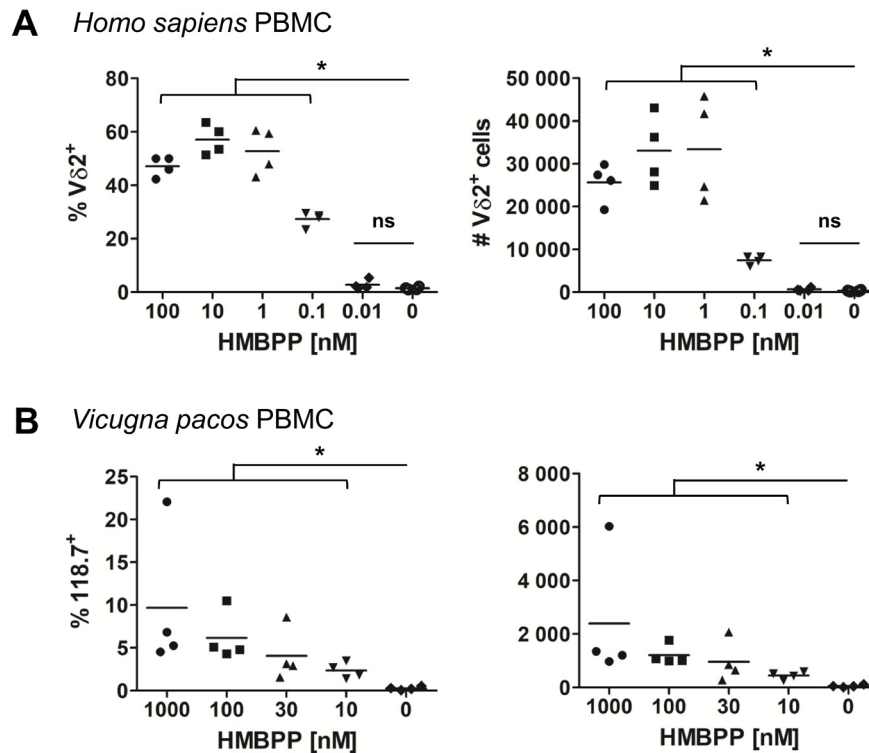 A Homo sapiens PBMC
*
80
60
40
20
0
% Vδ2⁺
ns
100 10 1 0.1 0.01 0
HMBPP [nM]
*
50 000
40 000
30 000
20 000
10 000
0
# Vδ2⁺ cells
ns
100 10 1 0.1 0.01 0
HMBPP [nM]
B Vicugna pacos PBMC
*
25
20
15
10
5
0
% 118.7⁺
1000 100 30 10 0
HMBPP [nM]
*
8 000
6 000
4 000
2 000
0
1000 100 30 10 0
HMBPP [nM]